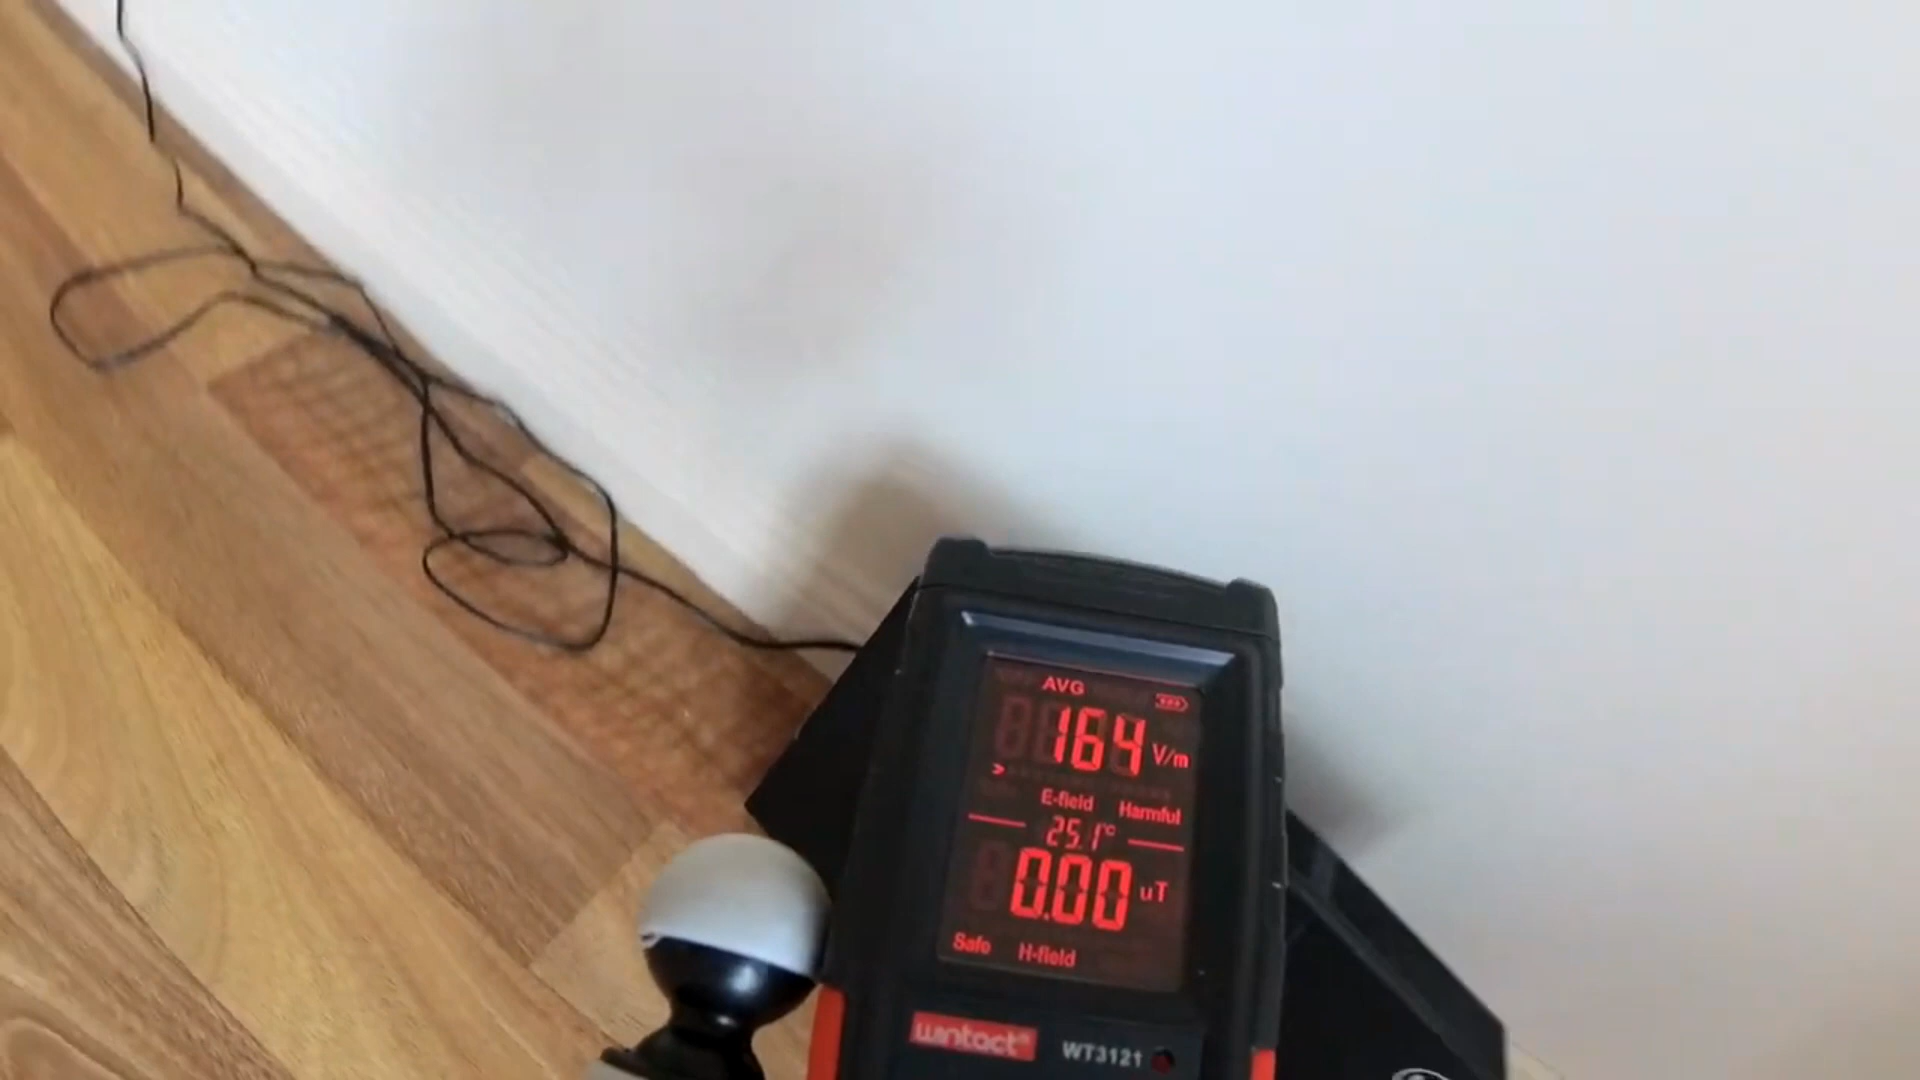 AVG
164 V/m
E-field Harmful
25.1°C
0.00 uT
Safe H-field
wintact®
WT3121